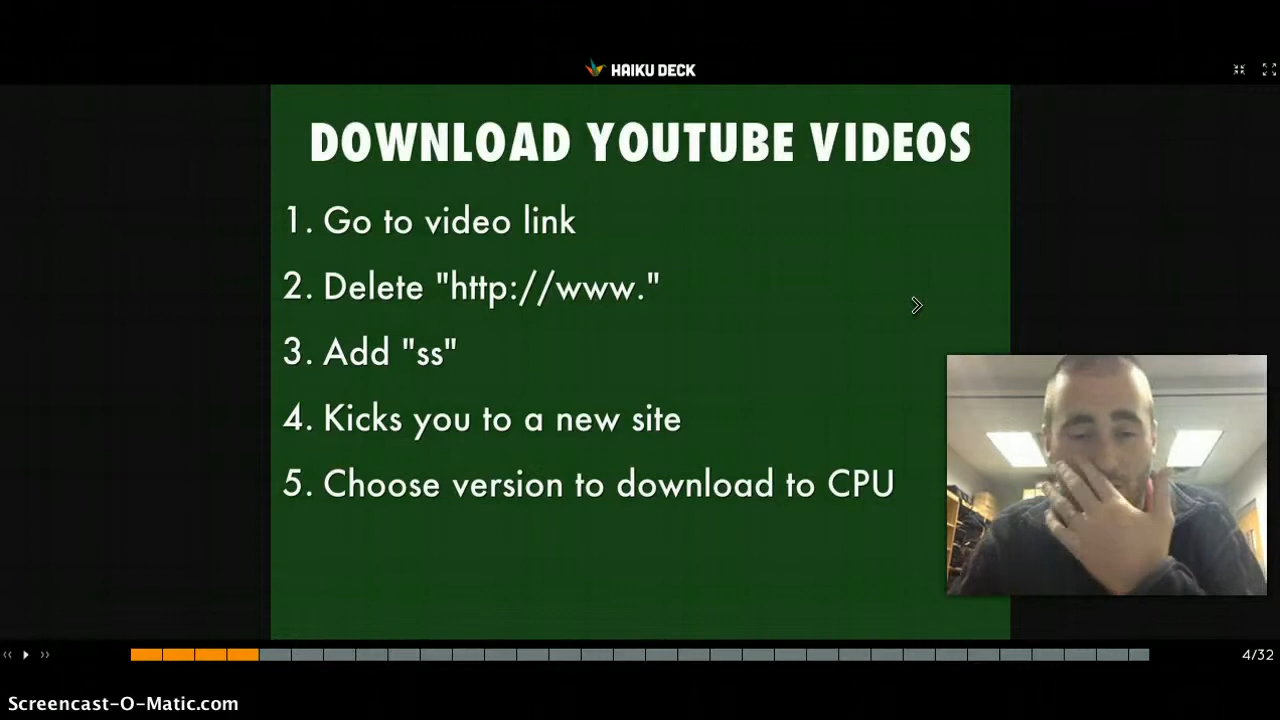 HAIKU DECK
DOWNLOAD YOUTUBE VIDEOS
1. Go to video link
2. Delete "http://www."
3. Add "ss"
4. Kicks you to a new site
5. Choose version to download to CPU
4/32
Screencast-O-Matic.com